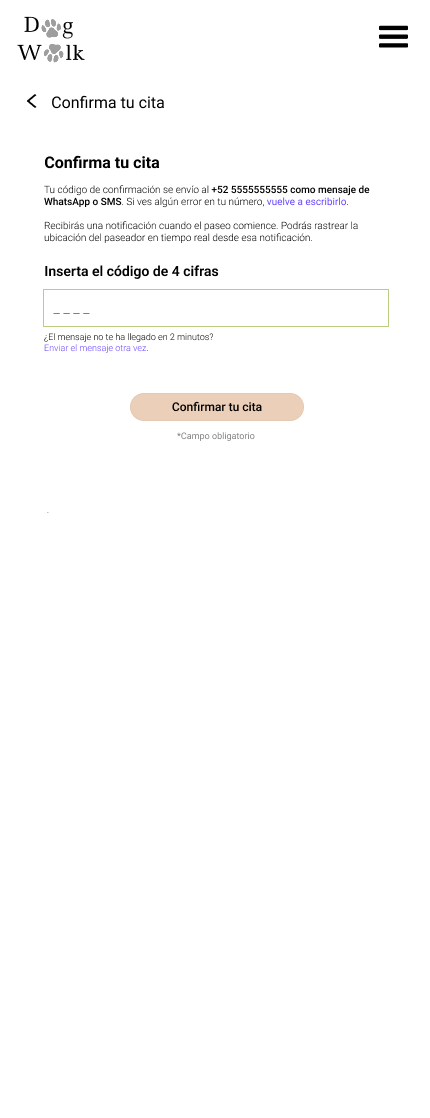 Dog
Walk
Confirma tu cita
Confirma tu cita
Tu código de confirmación se envío al +52 5555555555 como mensaje de
WhatsApp o SMS. Si ves algún error en tu número, vuelve a escribirlo.
Recibirás una notificación cuando el paseo comience. Podrás rastrear la
ubicación del paseador en tiempo real desde esa notificación.
Inserta el código de 4 cifras
_ _ _ _
¿El mensaje no te ha llegado en 2 minutos?
Enviar el mensaje otra vez.
Confirmar tu cita
*Campo obligatorio
.